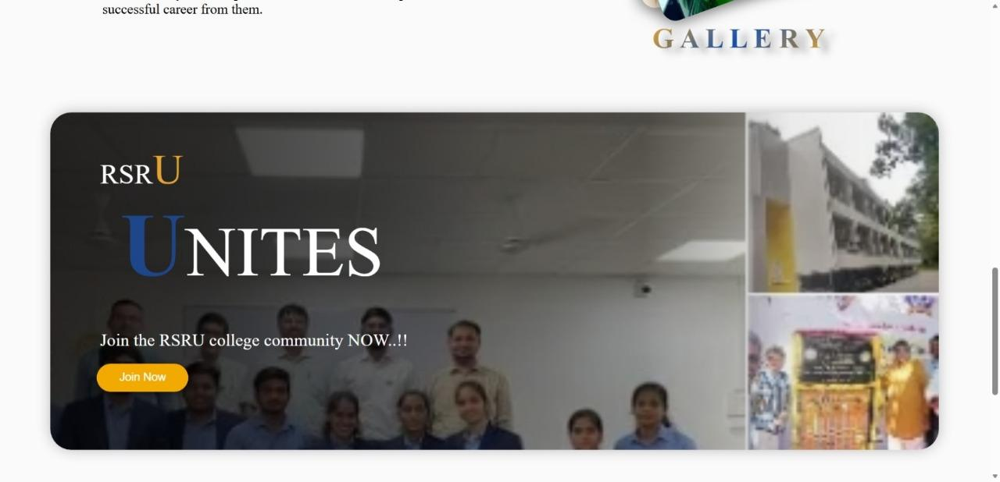 successful career from them.
GALLERY
RSRU
UNITES
Join the RSRU college community NOW..!!
Join Now